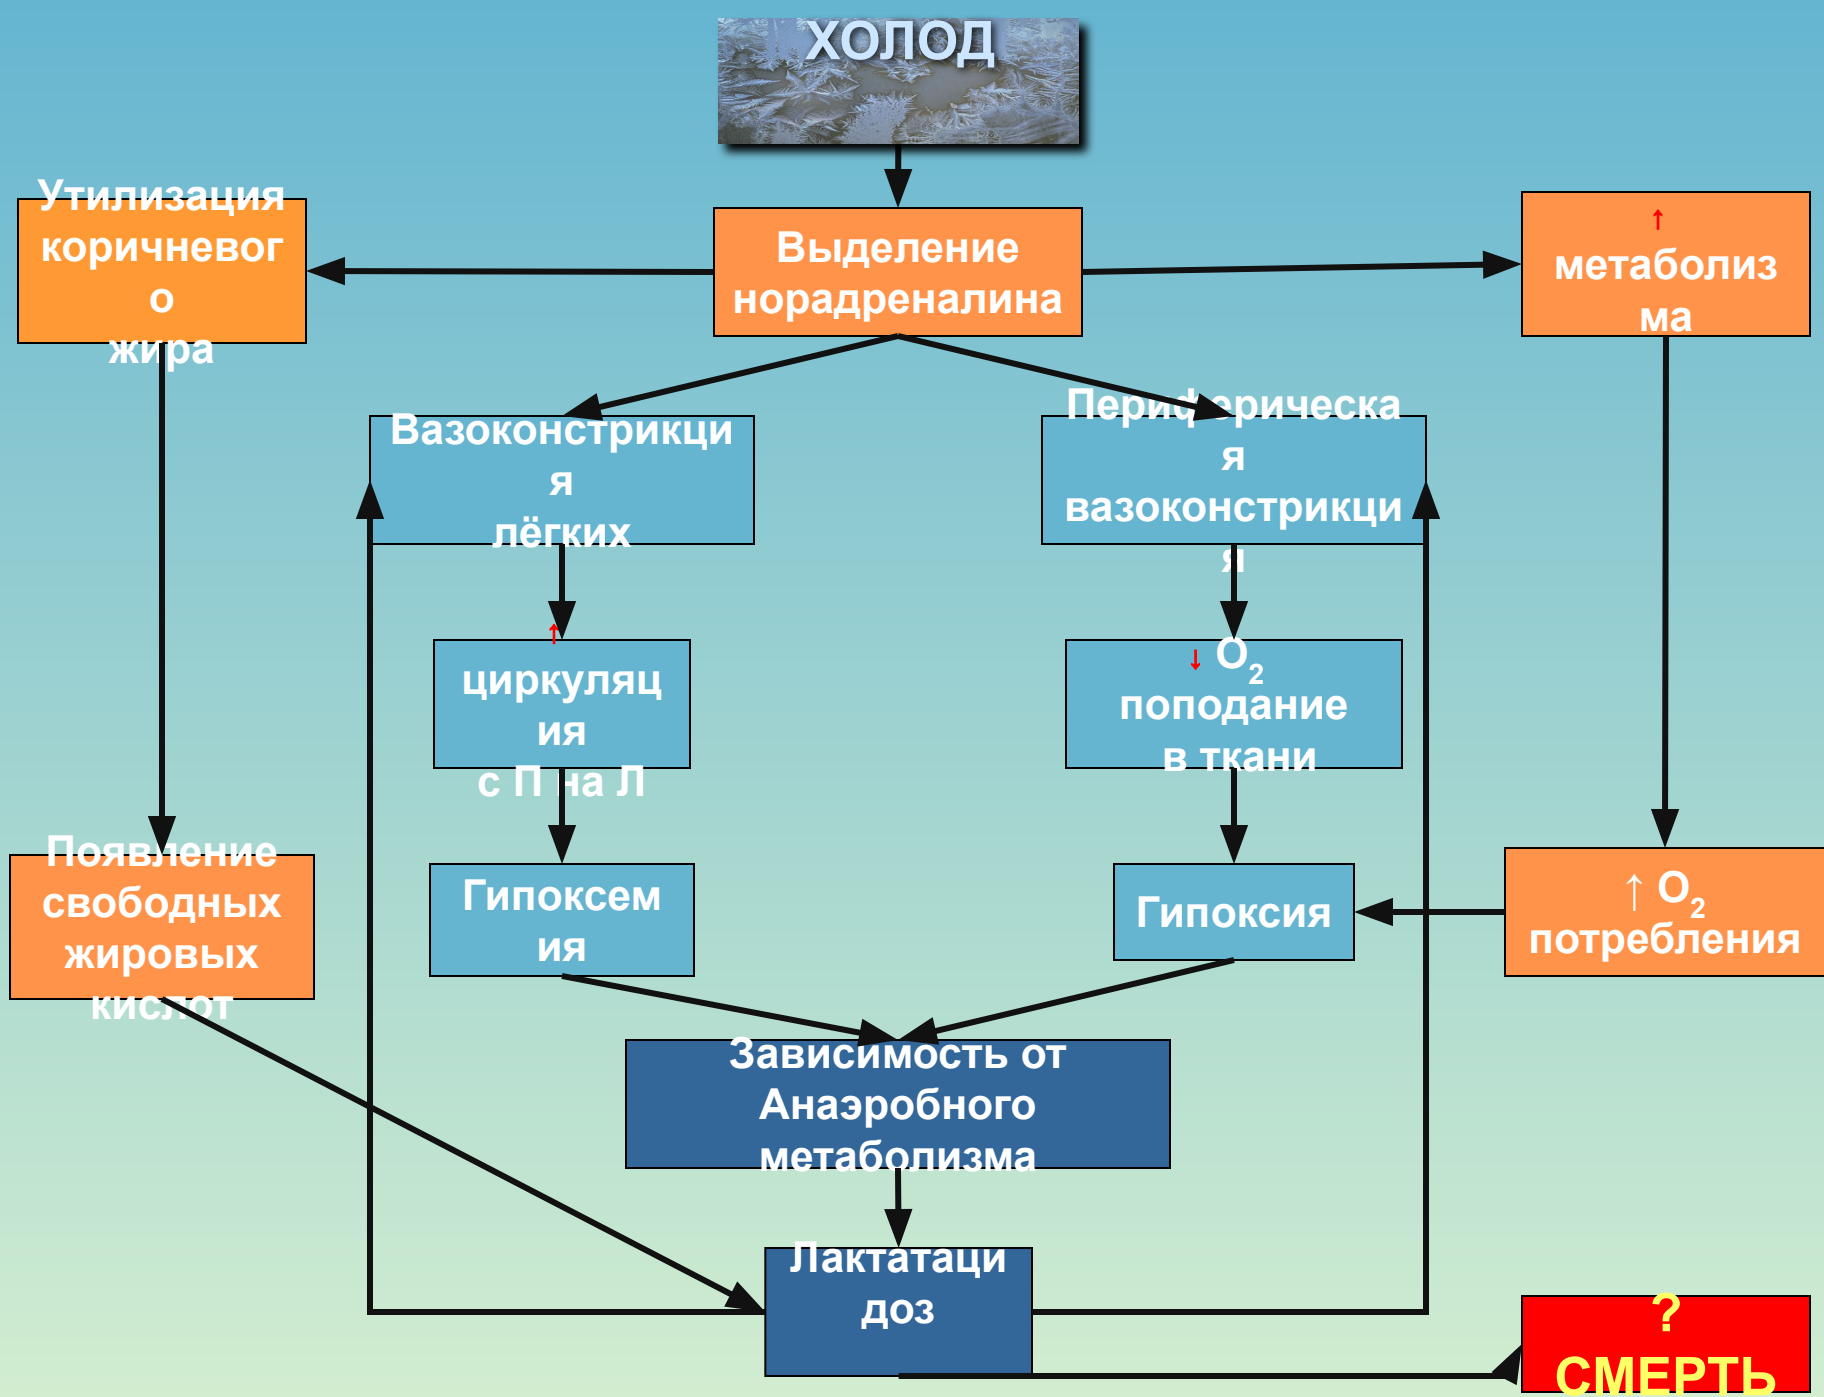 ХОЛОД
Утилизация
коричневог
о
жира
Выделение
норадреналина
↑
метаболиз
ма
Вазоконстрикци
я
лёгких
Периферическа
я
вазоконстрикци
я
↑
циркуляц
ия
с П на Л
↓ O2
поподание
в ткани
Появление
свободных
жировых
кислот
Гипоксем
ия
Гипоксия
↑ O2
потребления
Зависимость от
Анаэробного
метаболизма
Лактатаци
доз
?
СМЕРТЬ